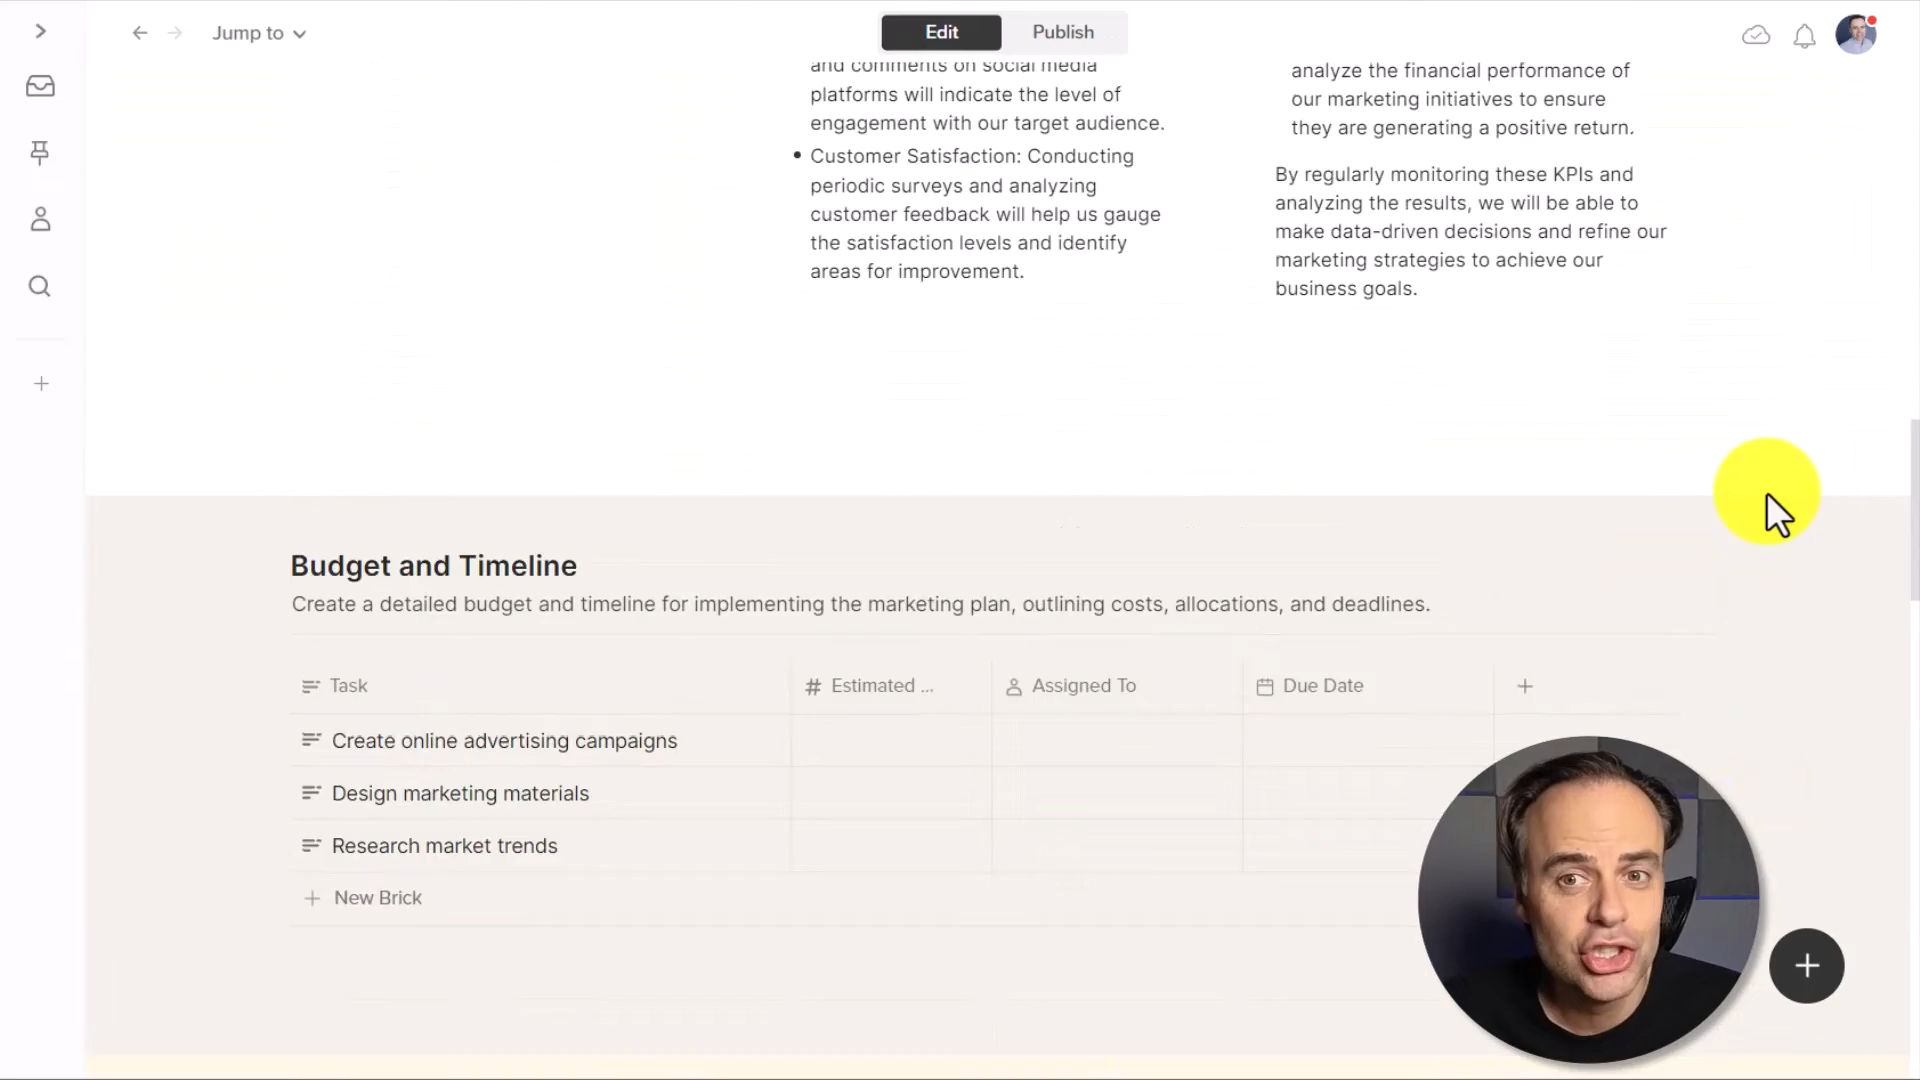 Jump to
Edit
Publish
and comments on social media
platforms will indicate the level of
engagement with our target audience.
• Customer Satisfaction: Conducting
periodic surveys and analyzing
customer feedback will help us gauge
the satisfaction levels and identify
areas for improvement.
analyze the financial performance of
our marketing initiatives to ensure
they are generating a positive return.
By regularly monitoring these KPIs and
analyzing the results, we will be able to
make data-driven decisions and refine our
marketing strategies to achieve our
business goals.
Budget and Timeline
Create a detailed budget and timeline for implementing the marketing plan, outlining costs, allocations, and deadlines.
Task # Estimated ... Assigned To Due Date +
Create online advertising campaigns
Design marketing materials
Research market trends
+ New Brick